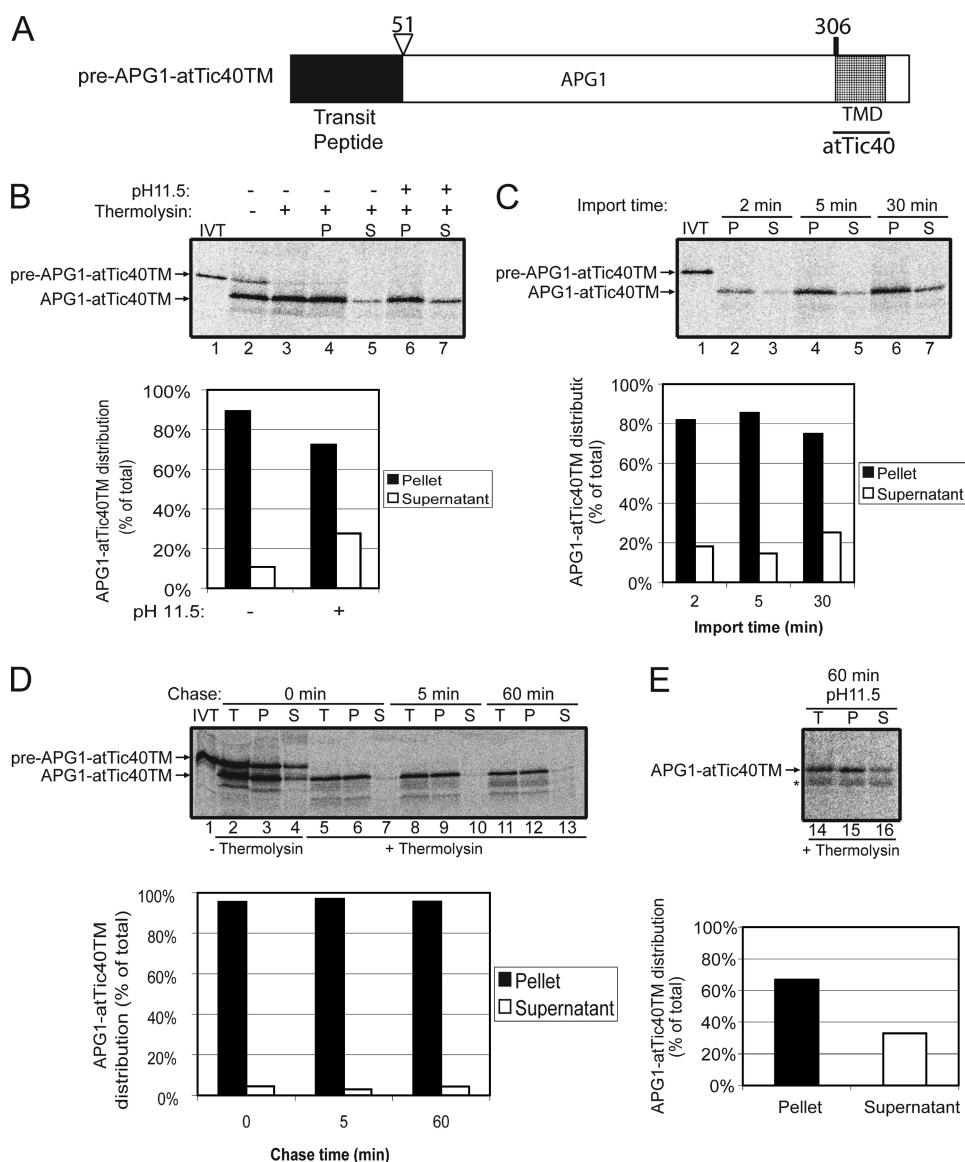 A
51
306
pre-APG1-atTic40TM
APG1
Transit
Peptide
TMD
atTic40
B
pH11.5: - - - - + +
Thermolysin: - + + + + +
IVT P S P S
pre-APG1-atTic40TM
APG1-atTic40TM
1 2 3 4 5 6 7
APG1-atTic40TM distribution
(% of total)
100%
80%
60%
40%
20%
0%
pH 11.5: - +
Pellet
Supernatant
C
Import time: 2 min 5 min 30 min
IVT P S P S P S
pre-APG1-atTic40TM
APG1-atTic40TM
1 2 3 4 5 6 7
APG1-atTic40TM distributic
(% of total)
100%
80%
60%
40%
20%
0%
2 5 30
Import time (min)
Pellet
Supernatant
D
Chase: 0 min 5 min 60 min
IVT T P S T P S T P S T P S
pre-APG1-atTic40TM
APG1-atTic40TM
1 2 3 4 5 6 7 8 9 10 11 12 13
- Thermolysin + Thermolysin
APG1-atTic40TM
distribution (% of total)
100%
80%
60%
40%
20%
0%
0 5 60
Chase time (min)
Pellet
Supernatant
E
60 min
pH11.5
T P S
APG1-atTic40TM
*
14 15 16
+ Thermolysin
APG1-atTic40TM distribution
(% of total)
100%
80%
60%
40%
20%
0%
Pellet Supernatant